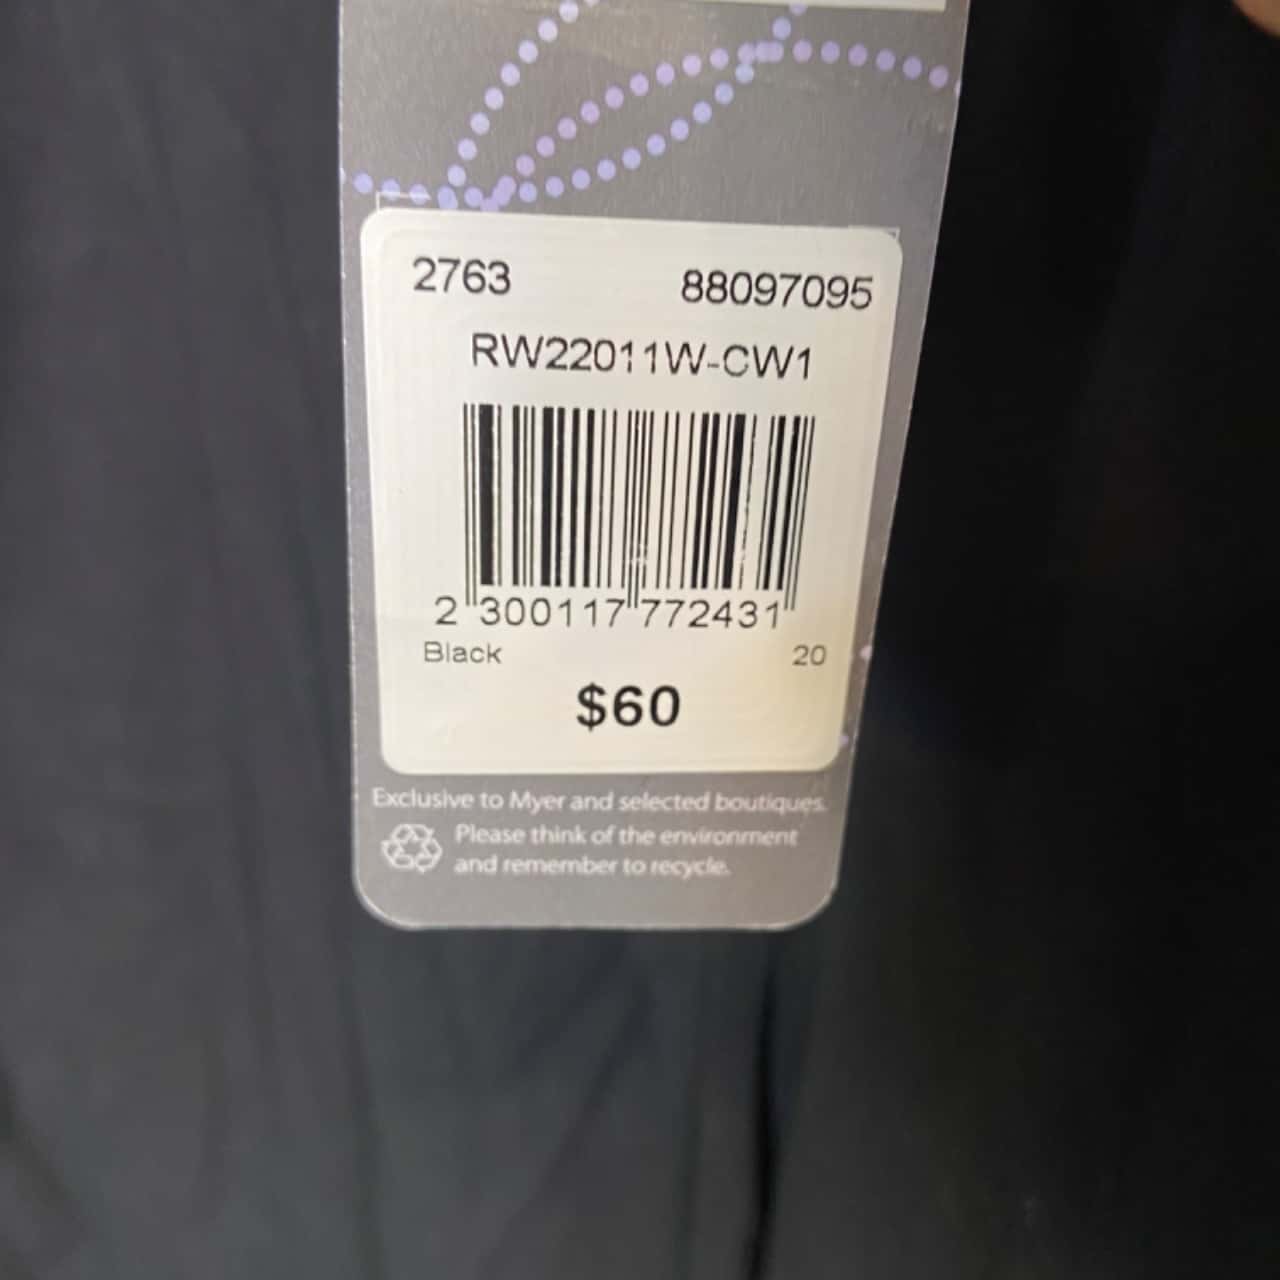 2763 88097095
RW22011W-CW1
2 300117 772431
Black 20
$60
Exclusive to Myer and selected boutiques.
Please think of the environment
and remember to recycle.